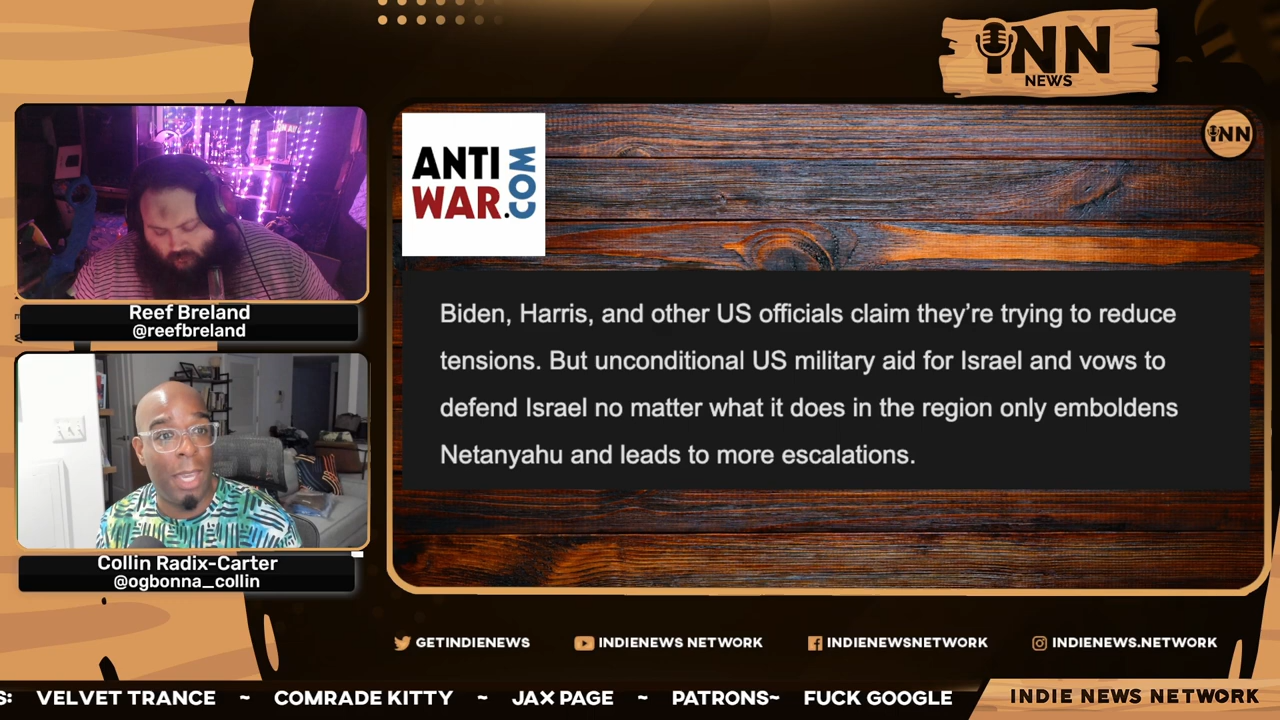 iNN
NEWS
iNN
ANTI
WAR.COM
Biden, Harris, and other US officials claim they’re trying to reduce
tensions. But unconditional US military aid for Israel and vows to
defend Israel no matter what it does in the region only emboldens
Netanyahu and leads to more escalations.
Reef Breland
@reefbreland
Collin Radix-Carter
@ogbonna_collin
GETINDIENEWS
INDIENEWS NETWORK
INDIENEWSNETWORK
INDIENEWS.NETWORK
S: VELVET TRANCE ~ COMRADE KITTY ~ JAX PAGE ~ PATRONS~ FUCK GOOGLE
INDIE NEWS NETWORK